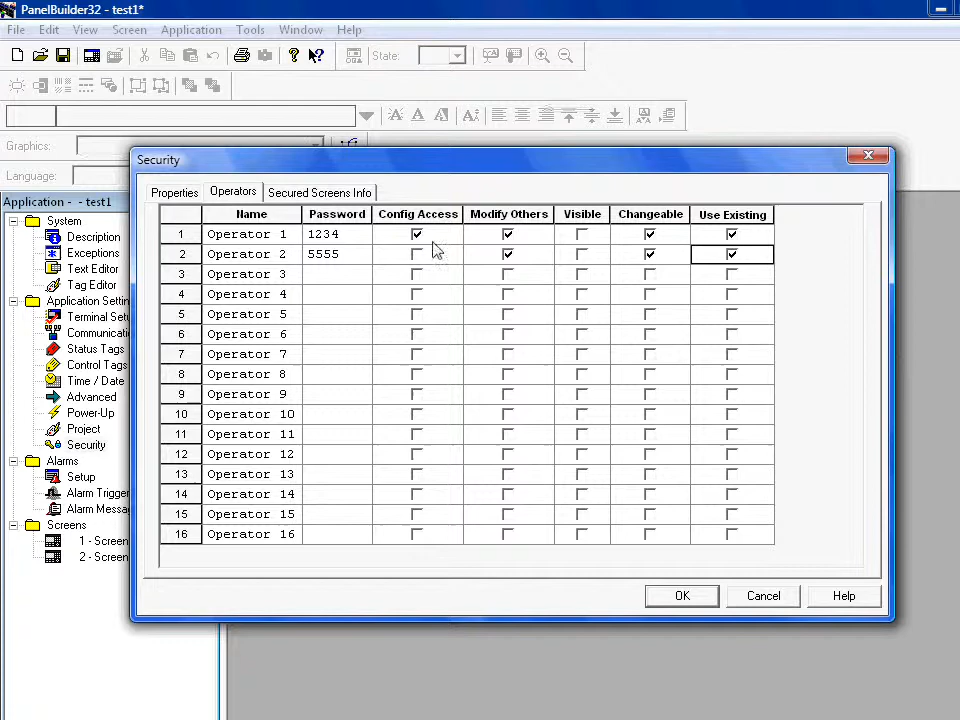 PanelBuilder32 - test1*
File Edit View Screen Application Tools Window Help
State:
Graphics:
Language:
Application - - test1
System
Description
Exceptions
Text Editor
Tag Editor
Application Settin
Terminal Setu
Communicati
Status Tags
Control Tags
Time / Date
Advanced
Power-Up
Project
Security
Alarms
Setup
Alarm Trigger
Alarm Messa
Screens
1 - Screen
2 - Screen
Security
Properties Operators Secured Screens Info
Name Password Config Access Modify Others Visible Changeable Use Existing
1 Operator 1 1234
2 Operator 2 5555
3 Operator 3
4 Operator 4
5 Operator 5
6 Operator 6
7 Operator 7
8 Operator 8
9 Operator 9
10 Operator 10
11 Operator 11
12 Operator 12
13 Operator 13
14 Operator 14
15 Operator 15
16 Operator 16
OK Cancel Help